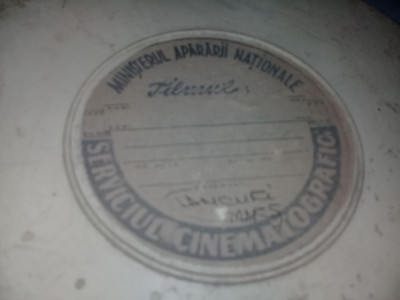 MINISTERUL APĂRĂRII NAȚIONALE
Filmul:
SERVICIUL CINEMATOGRAFIC